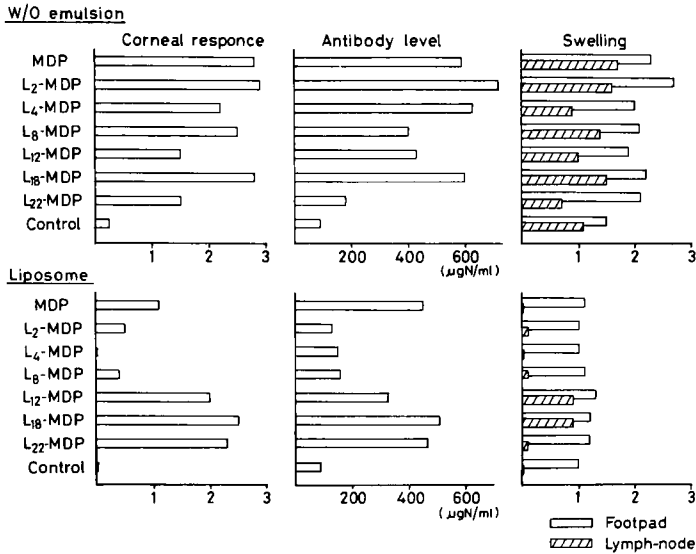 W/O emulsion
Corneal responce Antibody level Swelling
MDP
L₂-MDP
L₄-MDP
L₈-MDP
L₁₂-MDP
L₁₈-MDP
L₂₂-MDP
Control
1 2 3 200 400 600 1 2 3
(μgN/ml)
Liposome
MDP
L₂-MDP
L₄-MDP
L₈-MDP
L₁₂-MDP
L₁₈-MDP
L₂₂-MDP
Control
1 2 3 200 400 600 1 2 3
(μgN/ml)
Footpad
Lymph-node